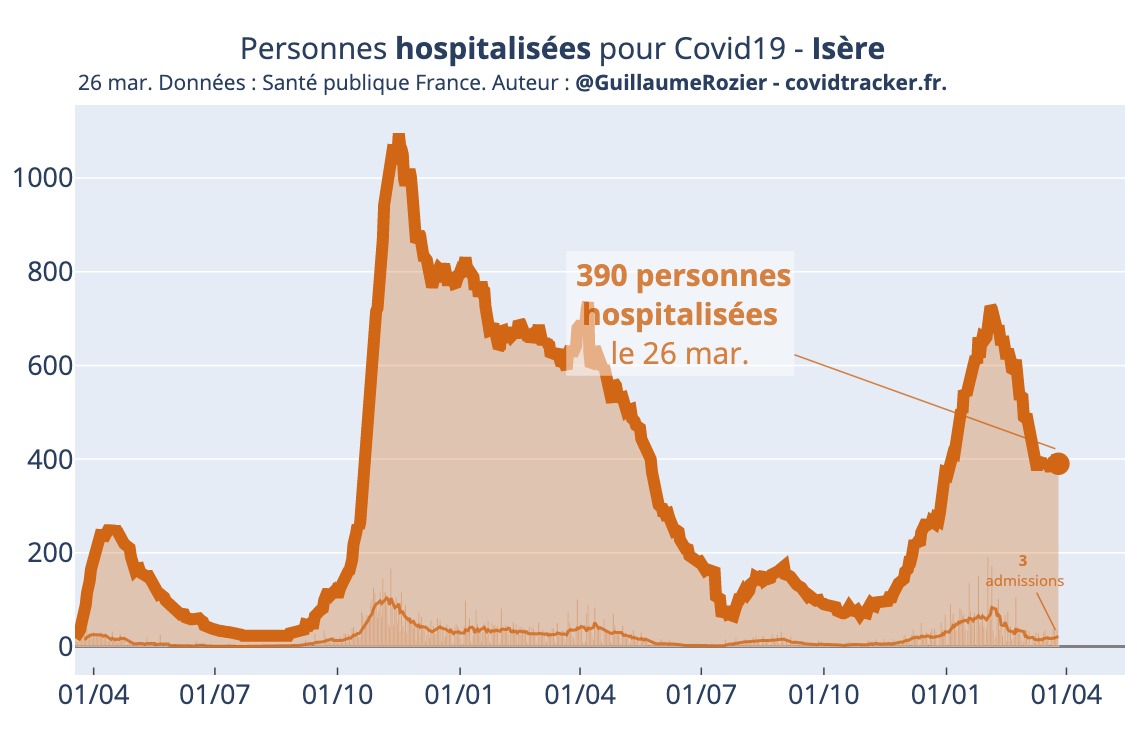 Personnes hospitalisées pour Covid19 - Isère
26 mar. Données : Santé publique France. Auteur : @GuillaumeRozier - covidtracker.fr.
1000
800
600
400
200
0
390 personnes
hospitalisées
le 26 mar.
3
admissions
01/04 01/07 01/10 01/01 01/04 01/07 01/10 01/01 01/04